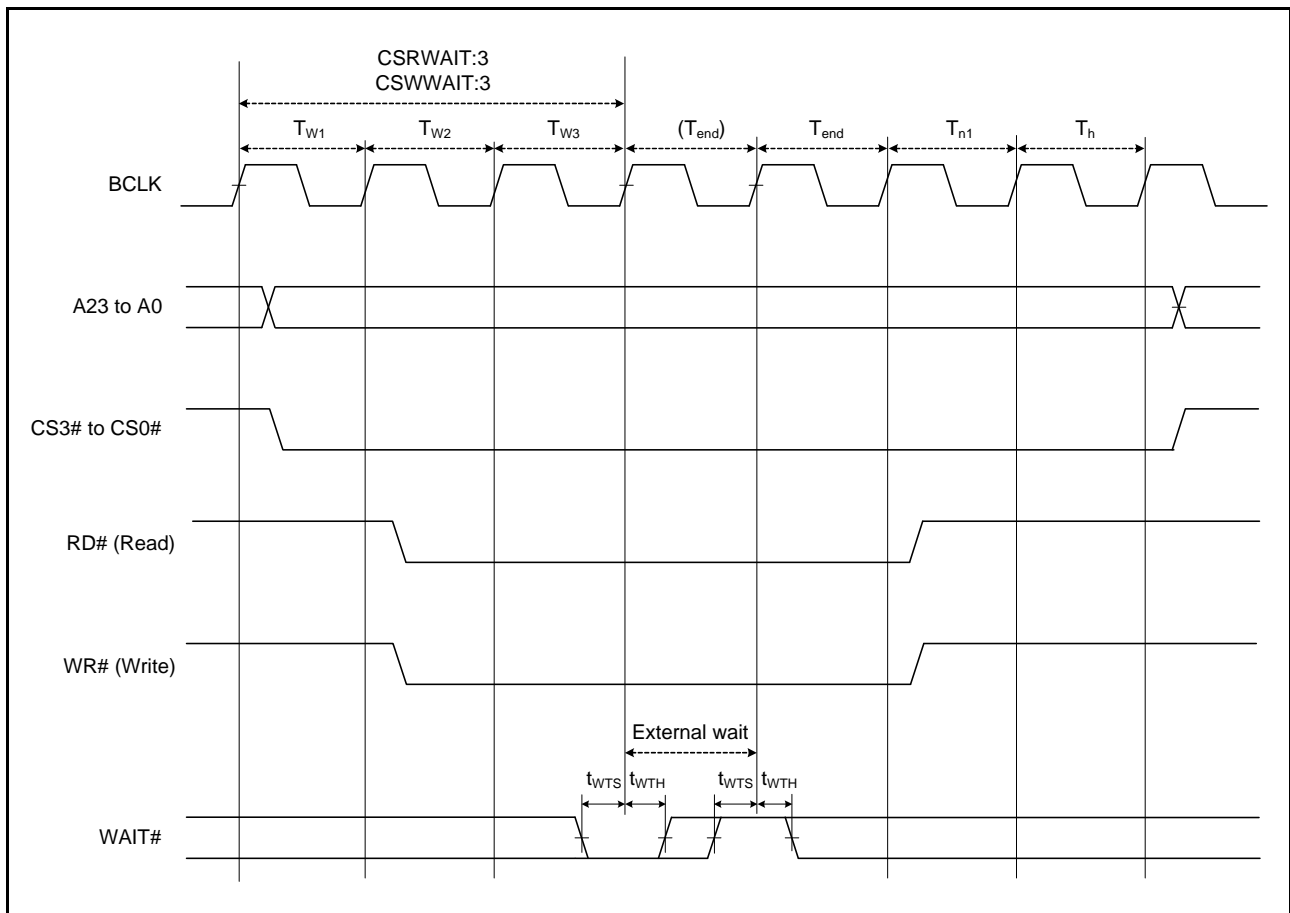 CSRWAIT:3
CSWWAIT:3
TW1 TW2 TW3 (Tend) Tend Tn1 Th
BCLK
A23 to A0
CS3# to CS0#
RD# (Read)
WR# (Write)
External wait
tWTS tWTH tWTS tWTH
WAIT#